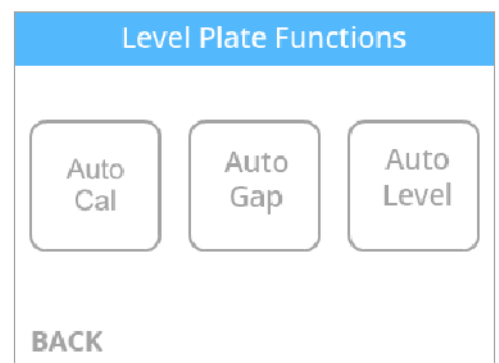 Level Plate Functions
Auto
Cal
Auto
Gap
Auto
Level
BACK